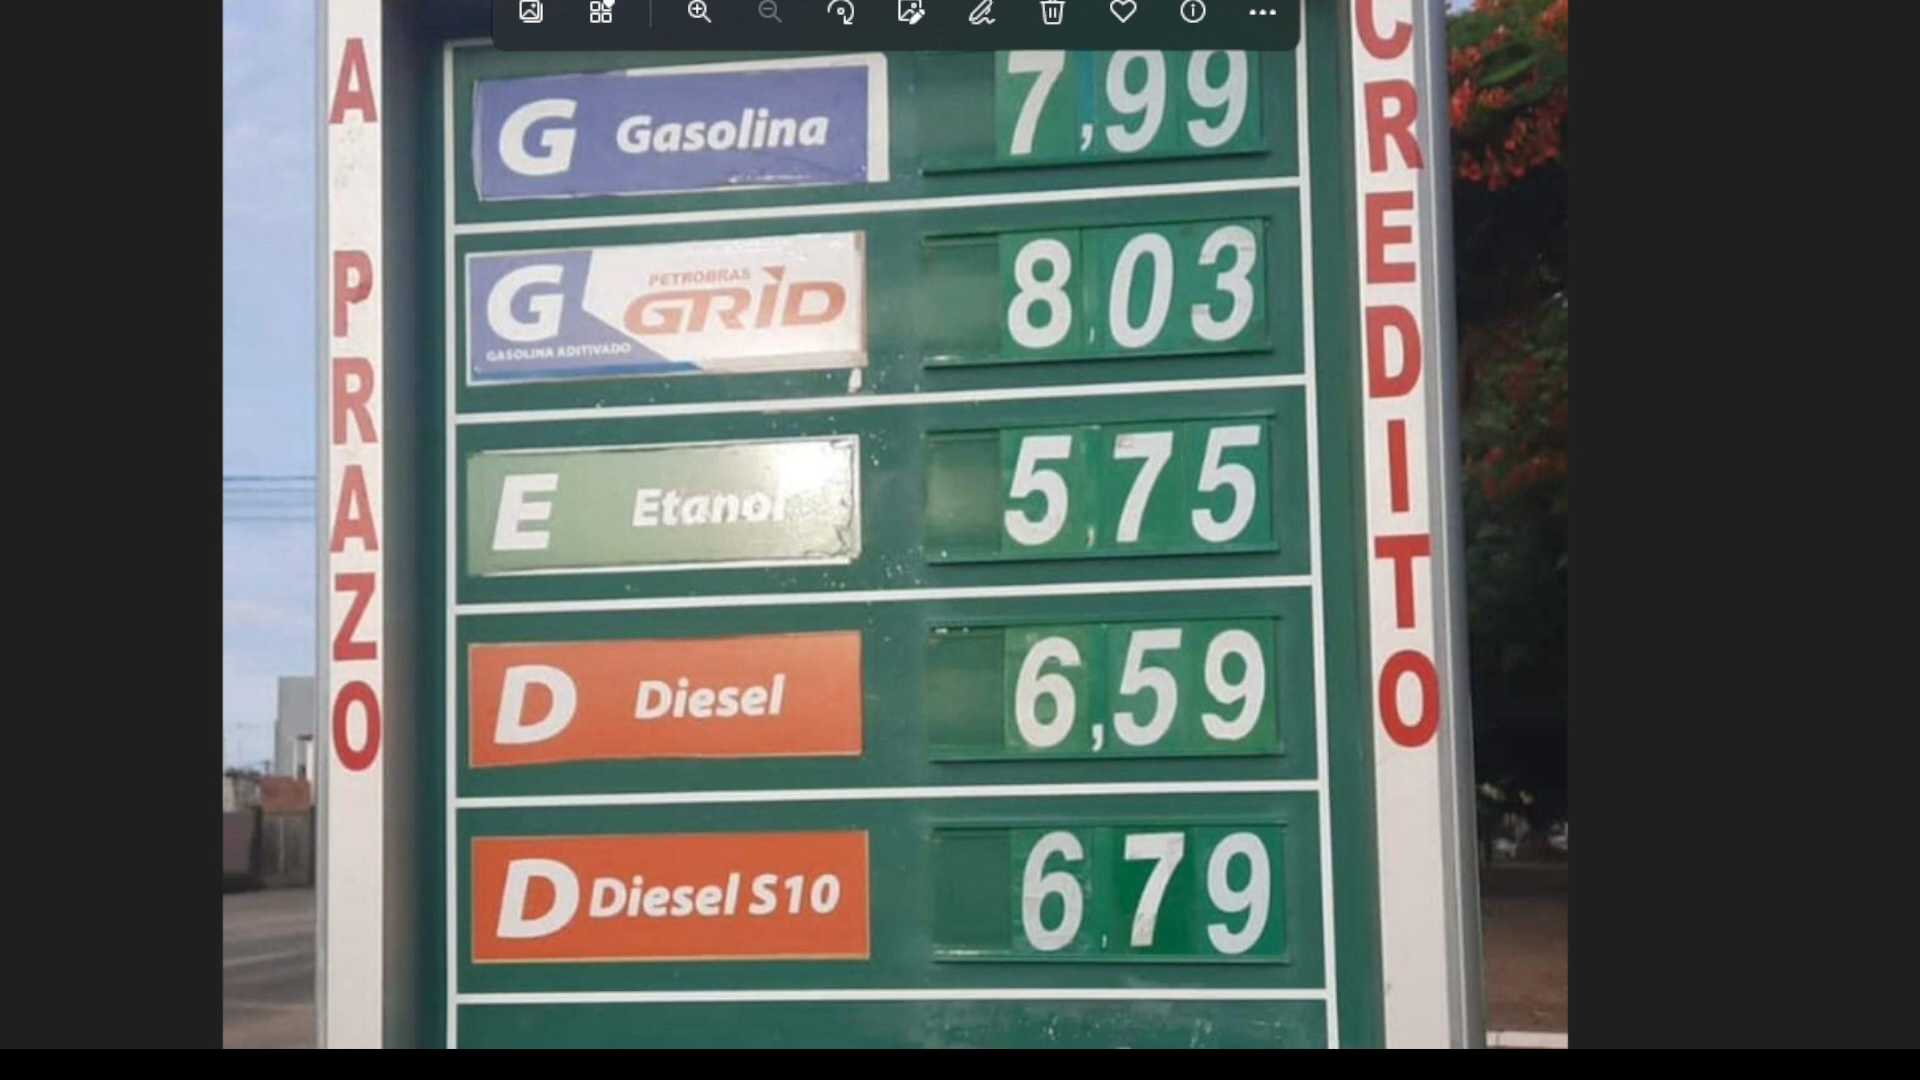 A PRAZO
G Gasolina 7,99
G PETROBRAS GRID GASOLINA ADITIVADO 8,03
E Etanol 5,75
D Diesel 6,59
D Diesel S10 6,79
CREDITO